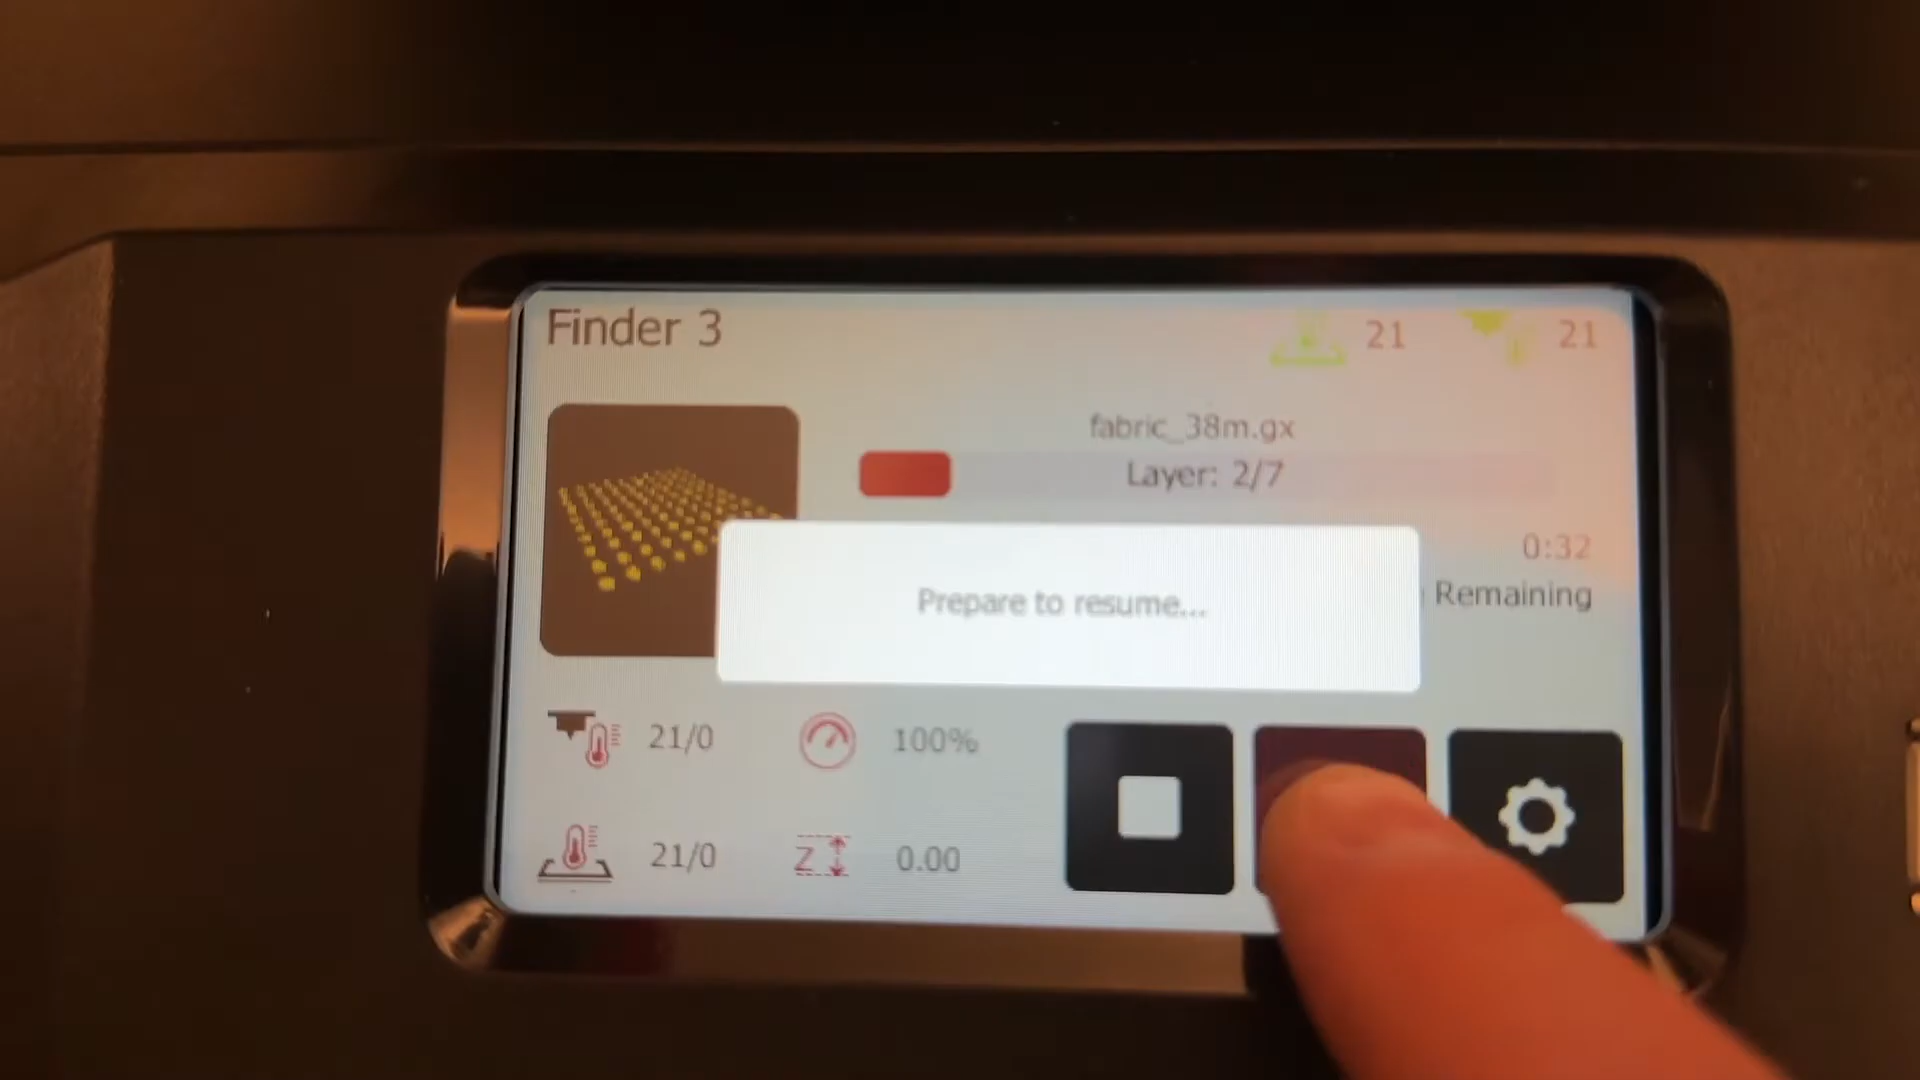 Finder 3
21
21
fabric_38m.gx
Layer: 2/7
0:32
Remaining
Prepare to resume...
21/0
100%
21/0
Z
0.00